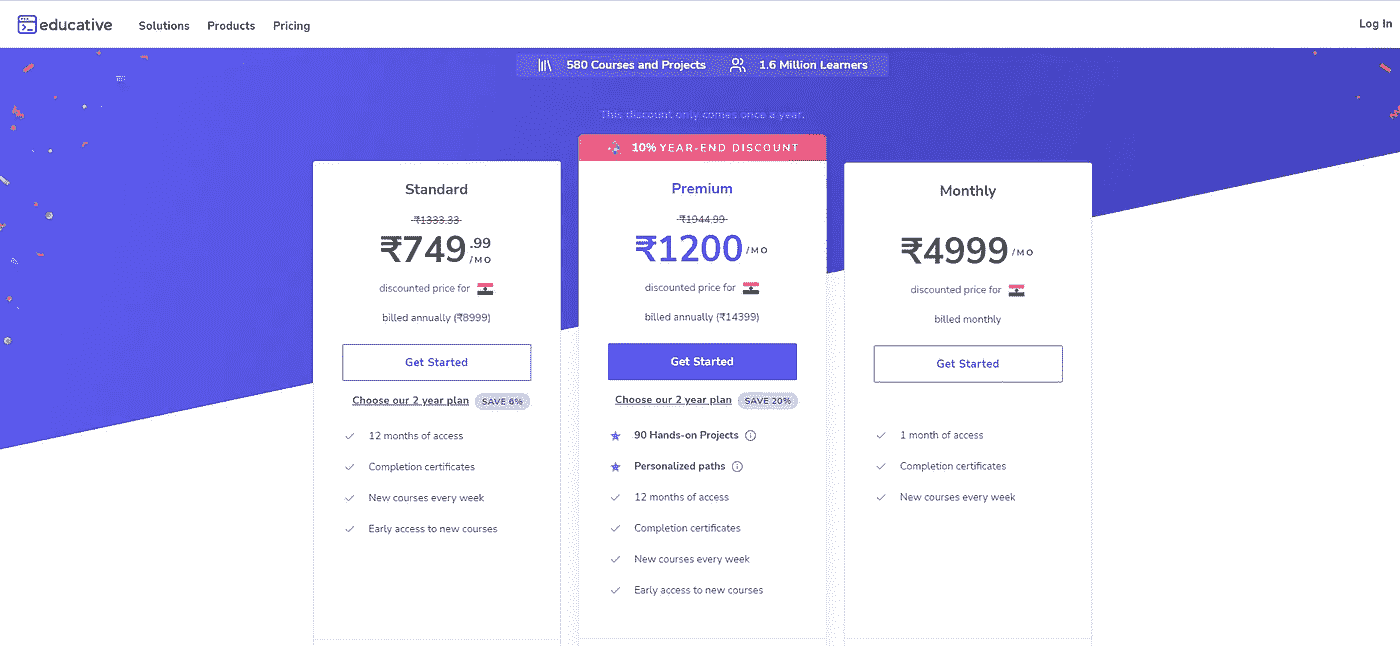 educative Solutions Products Pricing Log In
580 Courses and Projects 1.6 Million Learners
This discount only comes once a year.
10% YEAR-END DISCOUNT
Standard
₹1333.33
₹749.99 /MO
discounted price for
billed annually (₹8999)
Get Started
Choose our 2 year plan SAVE 6%
12 months of access
Completion certificates
New courses every week
Early access to new courses
Premium
₹1944.99
₹1200 /MO
discounted price for
billed annually (₹14399)
Get Started
Choose our 2 year plan SAVE 20%
90 Hands-on Projects
Personalized paths
12 months of access
Completion certificates
New courses every week
Early access to new courses
Monthly
₹4999 /MO
discounted price for
billed monthly
Get Started
1 month of access
Completion certificates
New courses every week